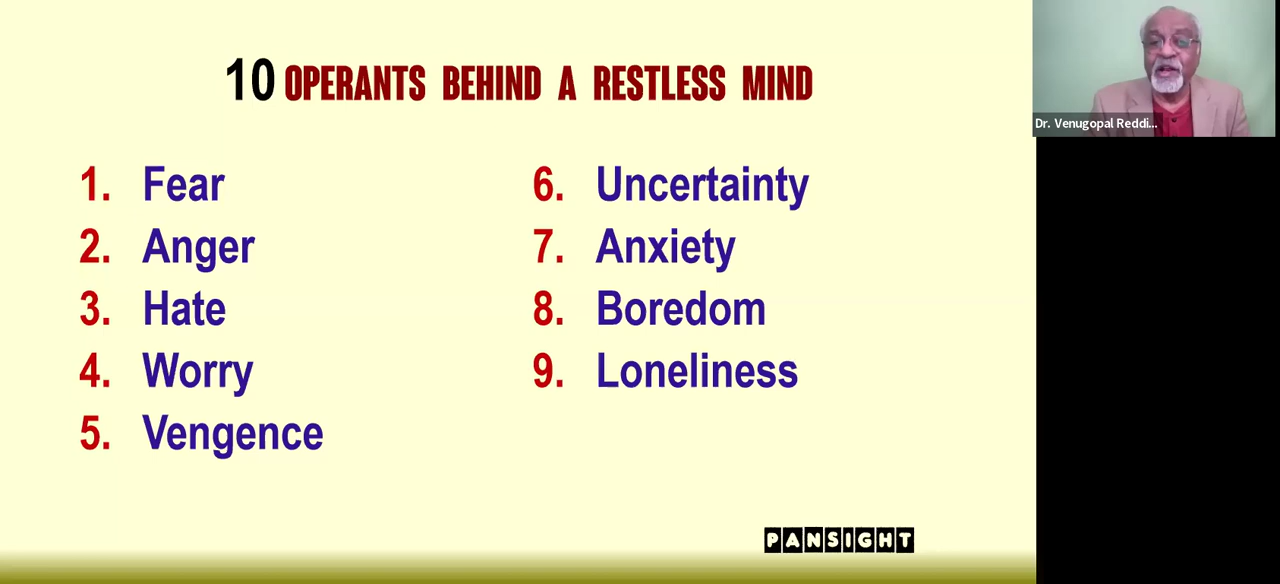 10 OPERANTS BEHIND A RESTLESS MIND
1. Fear
2. Anger
3. Hate
4. Worry
5. Vengence
6. Uncertainty
7. Anxiety
8. Boredom
9. Loneliness
PANSIGHT
Dr. Venugopal Reddi...